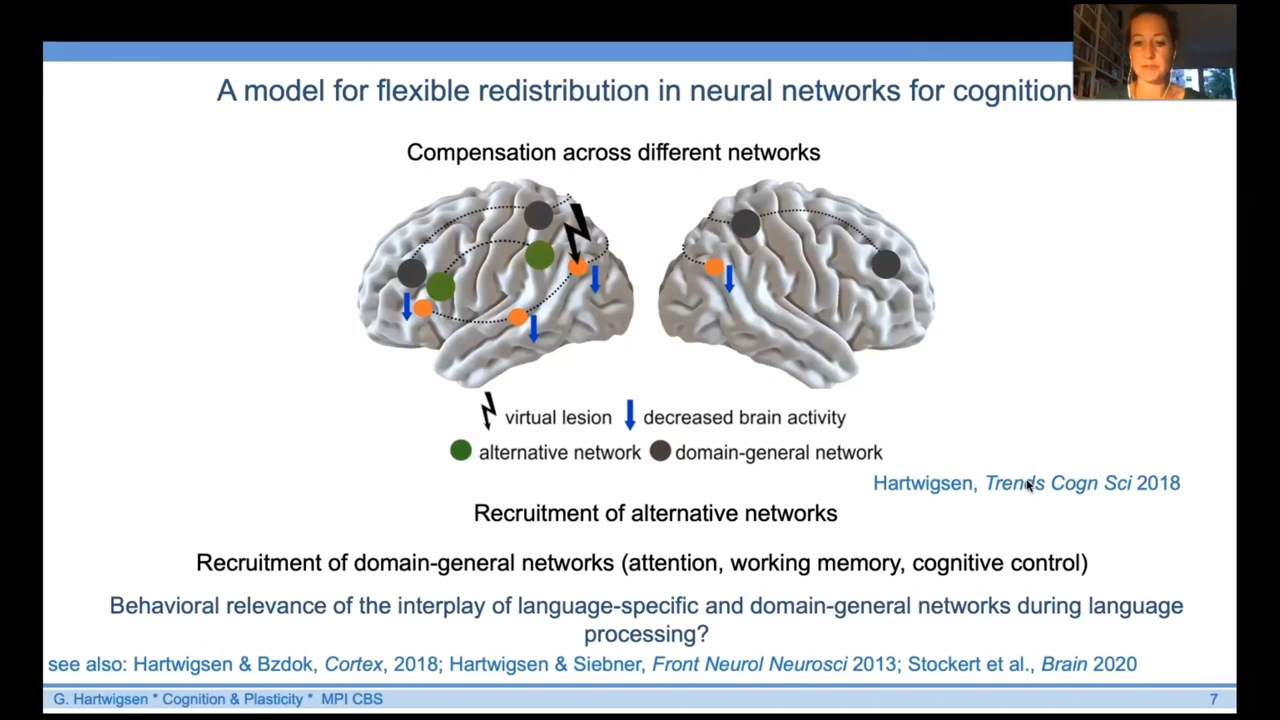 A model for flexible redistribution in neural networks for cognition
Compensation across different networks
virtual lesion decreased brain activity
alternative network domain-general network
Hartwigsen, Trends Cogn Sci 2018
Recruitment of alternative networks
Recruitment of domain-general networks (attention, working memory, cognitive control)
Behavioral relevance of the interplay of language-specific and domain-general networks during language
processing?
see also: Hartwigsen & Bzdok, Cortex, 2018; Hartwigsen & Siebner, Front Neurol Neurosci 2013; Stockert et al., Brain 2020
G. Hartwigsen * Cognition & Plasticity * MPI CBS 7